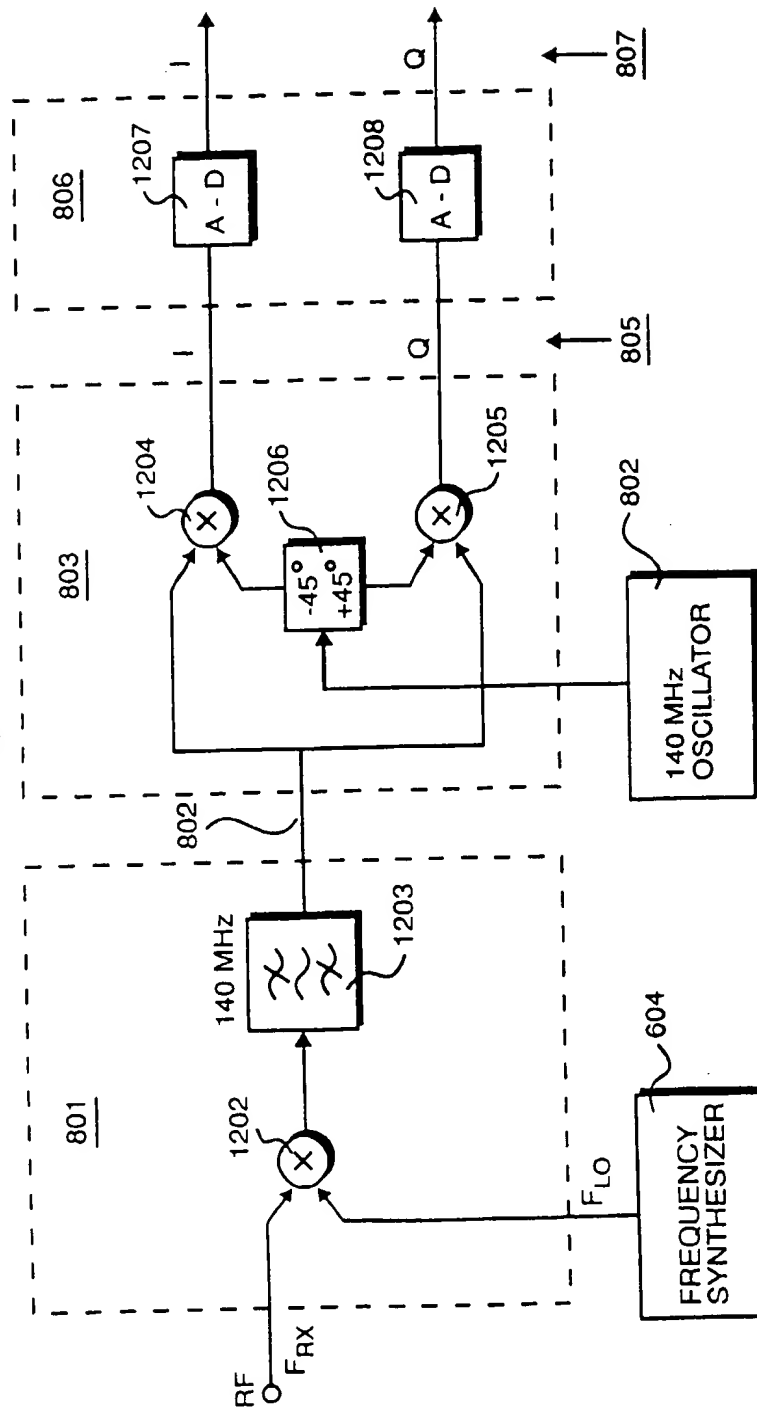 RF
F_RX
801
1202
140 MHz
1203
FREQUENCY
SYNTHESIZER
604
F_LO
802
803
1204
-45°
+45°
1206
1205
140 MHz
OSCILLATOR
802
I
Q
805
806
A - D
1207
A - D
1208
I
Q
807